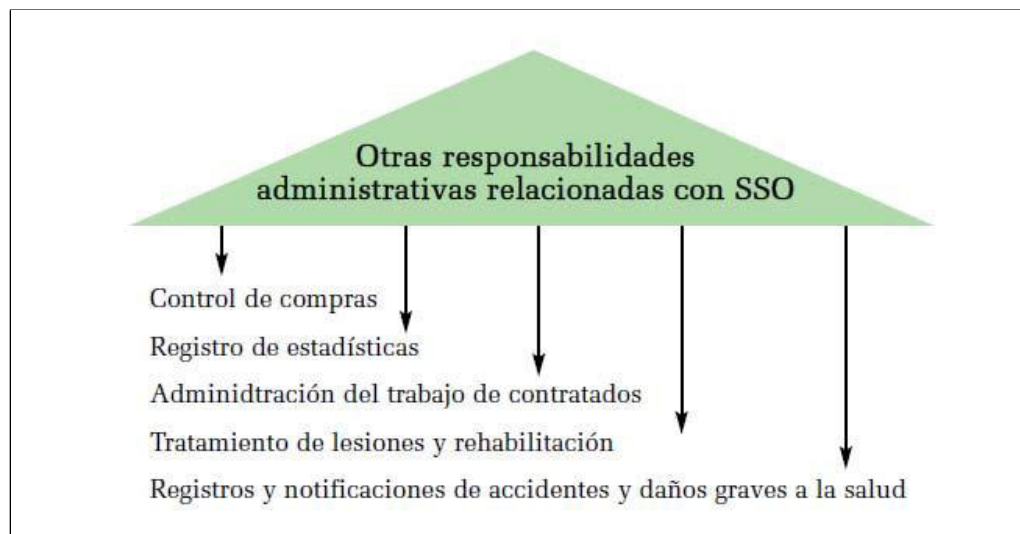 Otras responsabilidades
administrativas relacionadas con SSO
Control de compras
Registro de estadísticas
Adminidtración del trabajo de contratados
Tratamiento de lesiones y rehabilitación
Registros y notificaciones de accidentes y daños graves a la salud